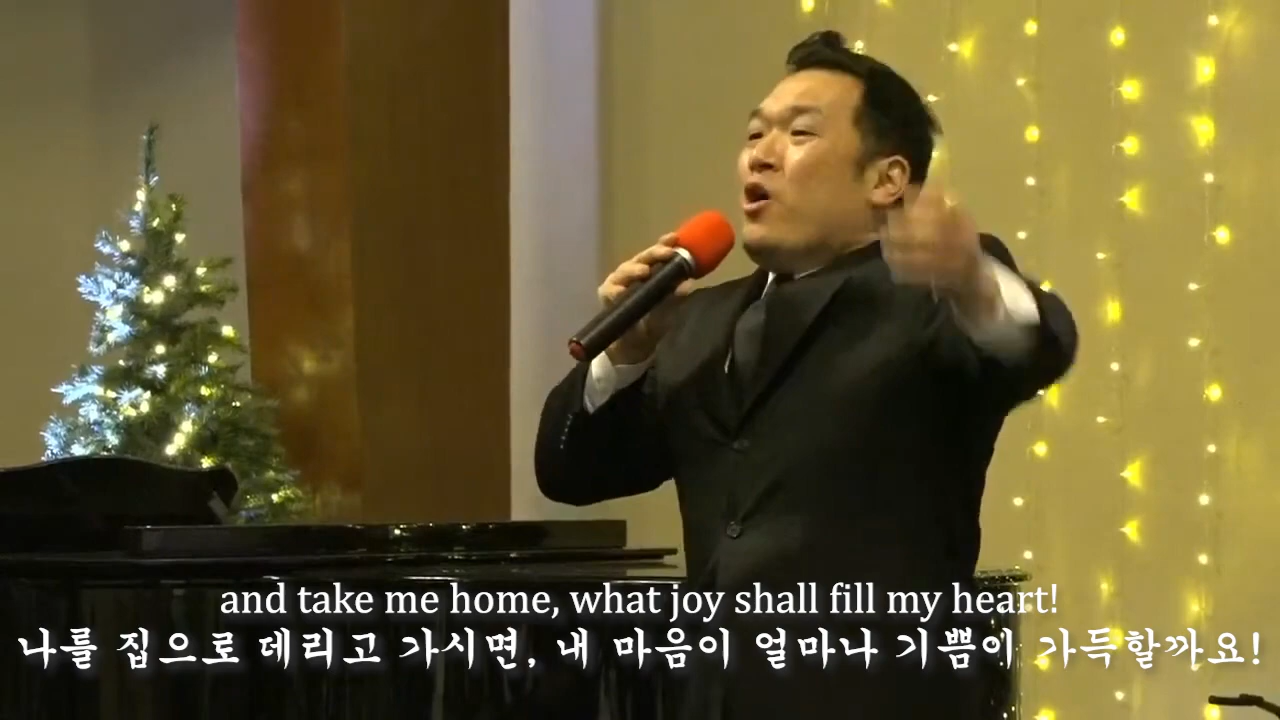 and take me home, what joy shall fill my heart!
나를 집으로 데리고 가시면, 내 마음이 얼마나 기쁨이 가득할까요!